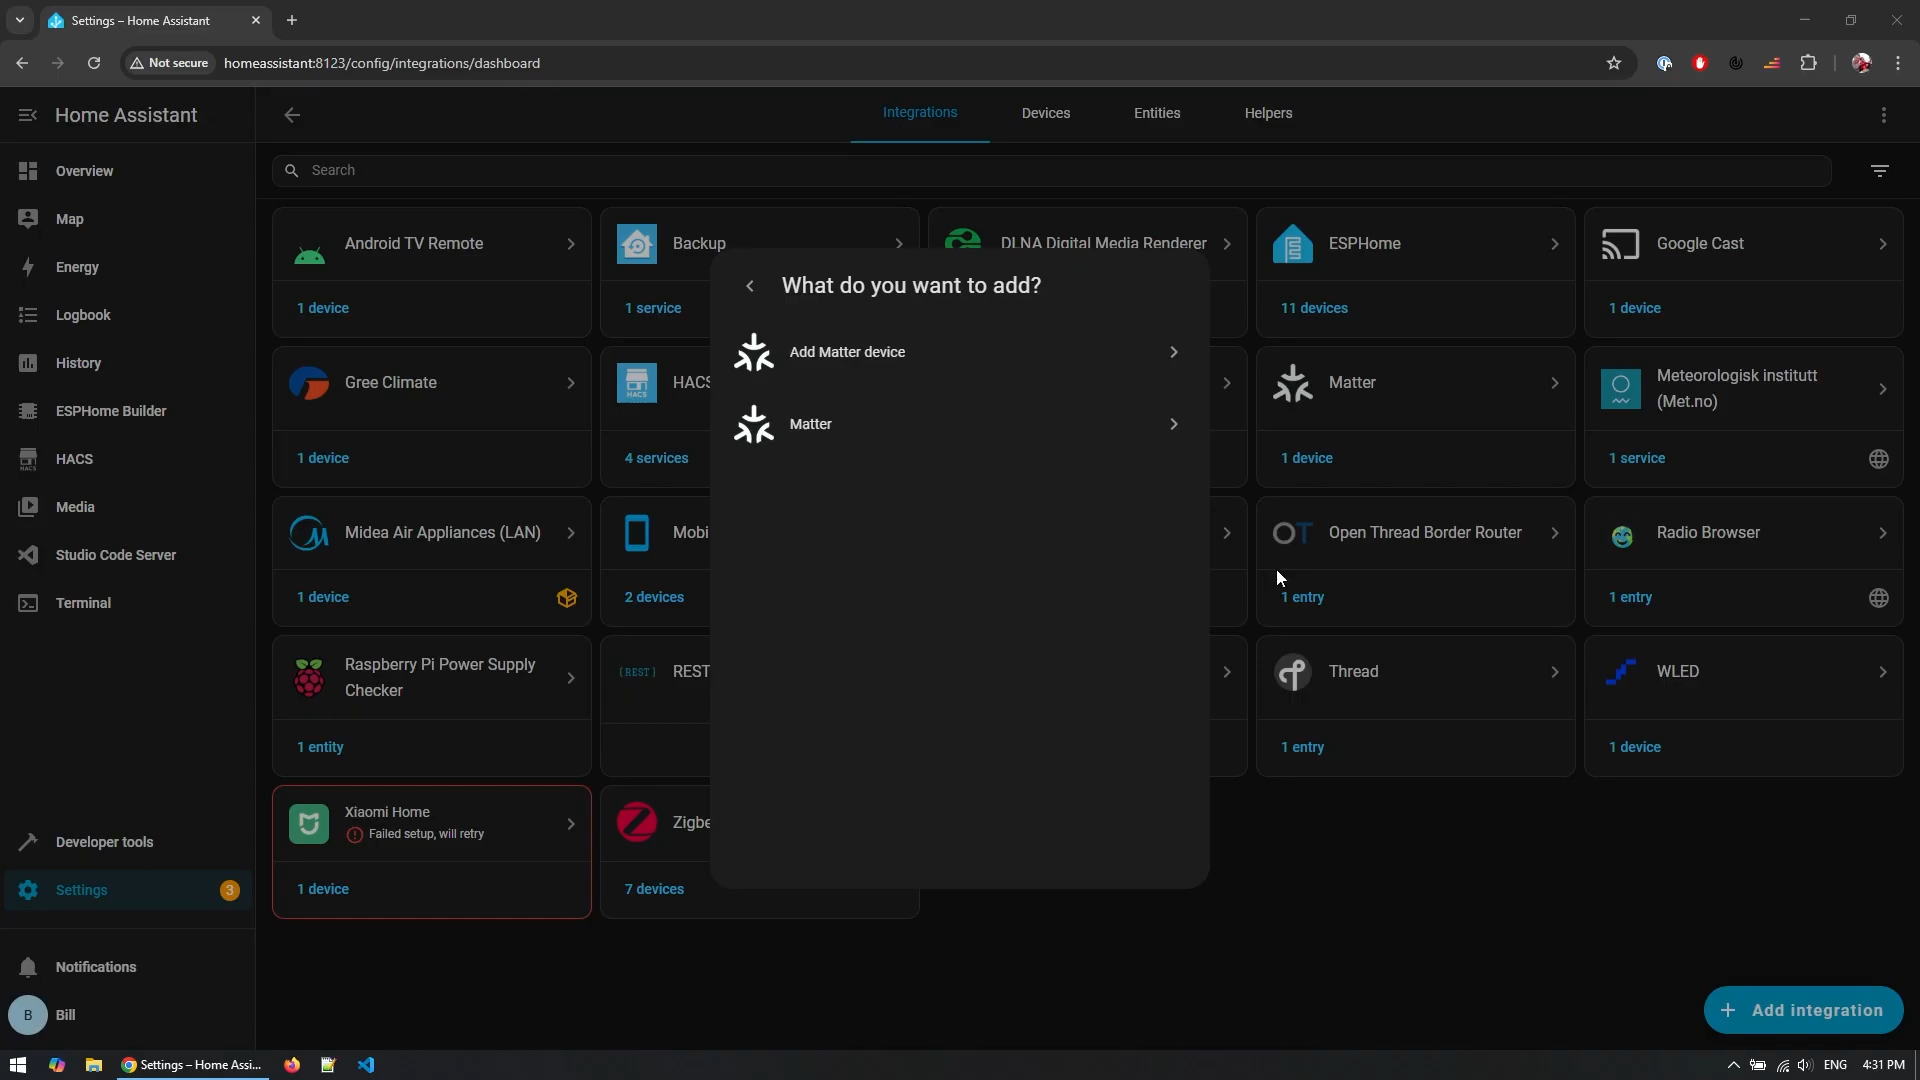 Settings – Home Assistant
Not secure
homeassistant:8123/config/integrations/dashboard
Home Assistant
Integrations
Devices
Entities
Helpers
Overview
Map
Energy
Logbook
History
ESPHome Builder
HACS
HACS
Media
Studio Code Server
Terminal
Developer tools
Settings
3
Notifications
B
Bill
Search
Android TV Remote
1 device
Backup
1 service
DLNA Digital Media Renderer
ESPHome
11 devices
Google Cast
1 device
What do you want to add?
Add Matter device
Matter
Gree Climate
1 device
HACS
HACS
4 services
Matter
1 device
Meteorologisk institutt
(Met.no)
1 service
Midea Air Appliances (LAN)
1 device
Mobi
2 devices
OT
Open Thread Border Router
1 entry
Radio Browser
1 entry
Raspberry Pi Power Supply
Checker
1 entity
(REST)
REST
Thread
1 entry
WLED
1 device
Xiaomi Home
Failed setup, will retry
1 device
Zigbe
7 devices
+ Add integration
Settings – Home Assi...
ENG
4:31 PM